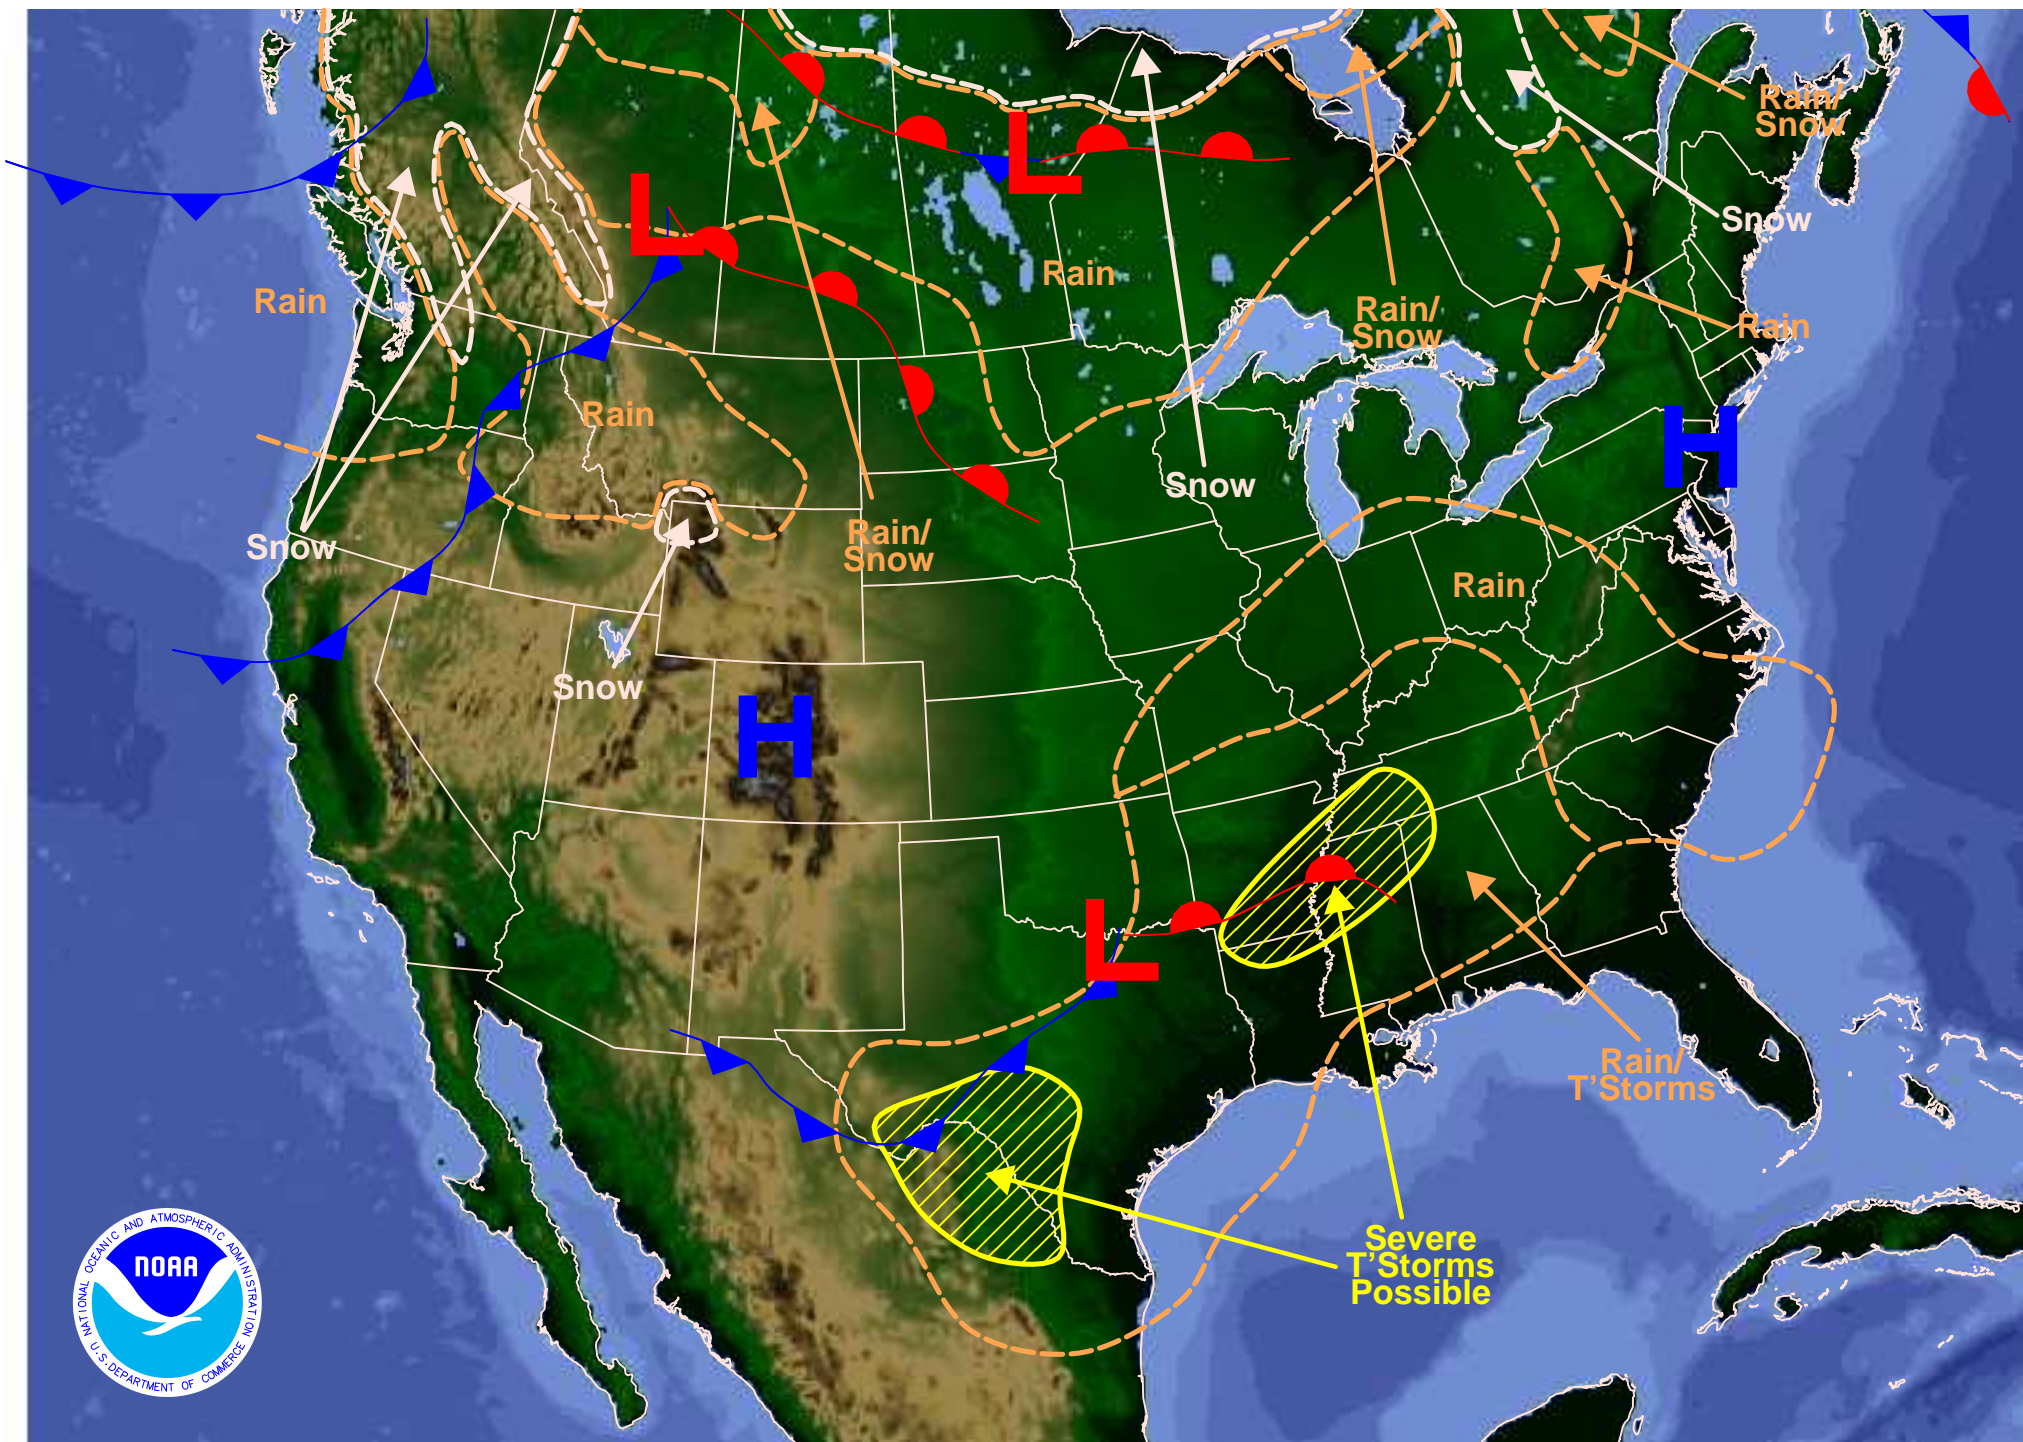 Rain/
Snow
Snow
Rain
Rain
Rain/
Snow
Rain
L
L
Rain
H
Snow
Snow
Rain/
Snow
Rain
Snow
H
L
Rain/
T'Storms
Severe
T'Storms
Possible
NATIONAL OCEANIC AND ATMOSPHERIC ADMINISTRATION
NOAA
U.S. DEPARTMENT OF COMMERCE